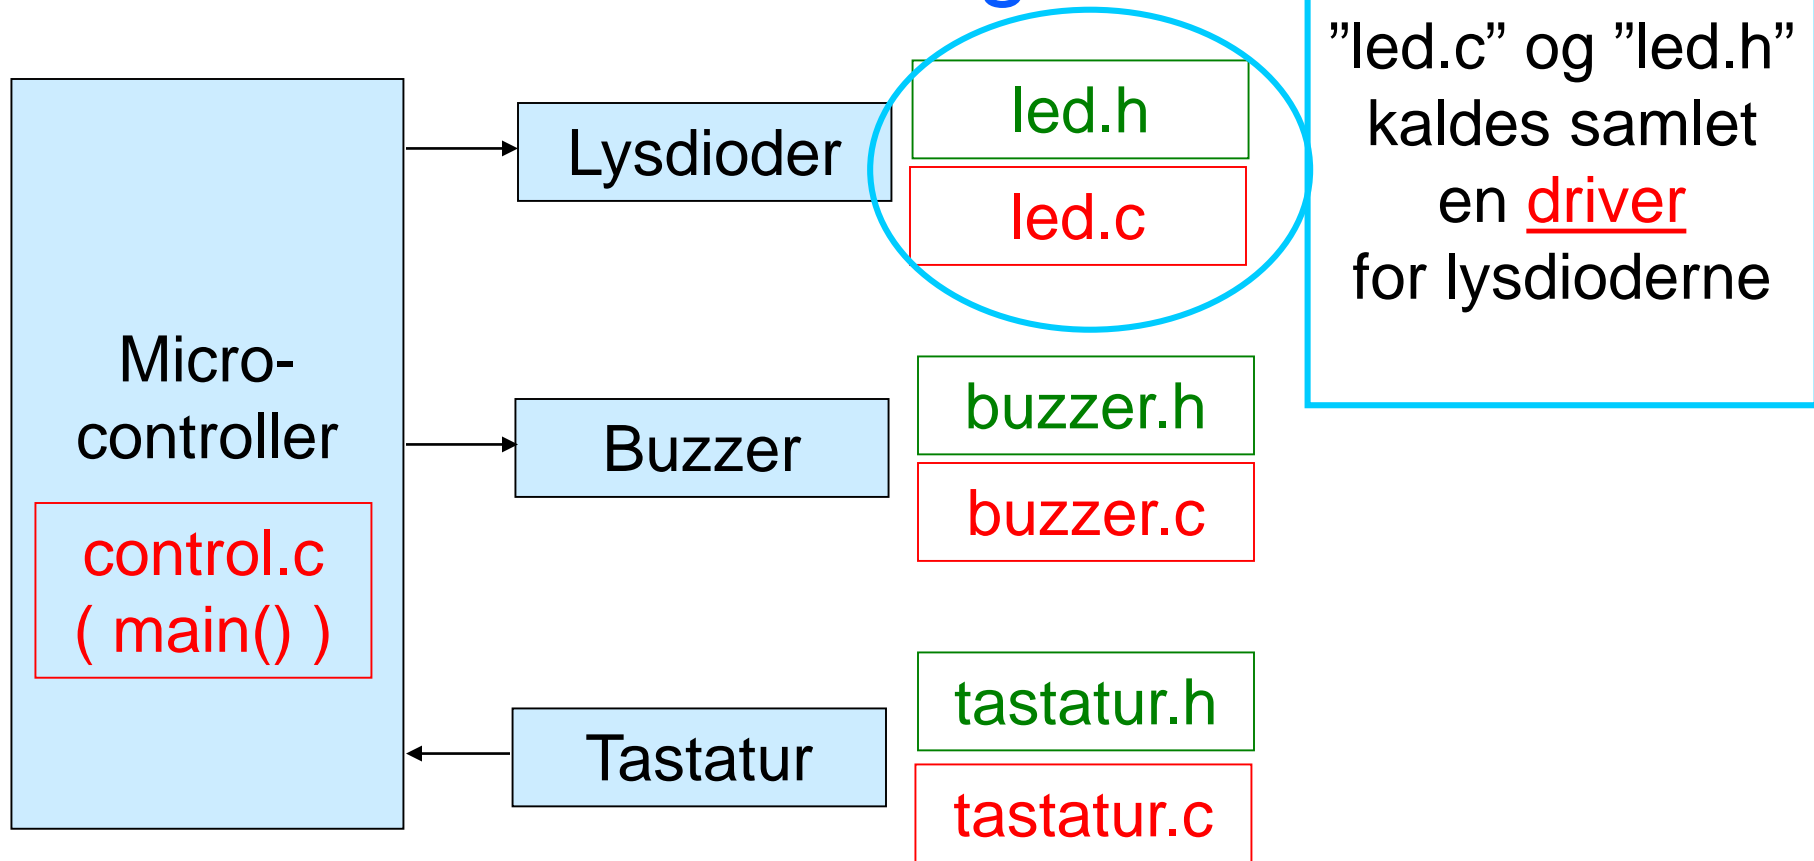 Micro-
controller
control.c
( main() )
Lysdioder
led.h
led.c
Buzzer
buzzer.h
buzzer.c
Tastatur
tastatur.h
tastatur.c
”led.c” og ”led.h”
kaldes samlet
en driver
for lysdioderne